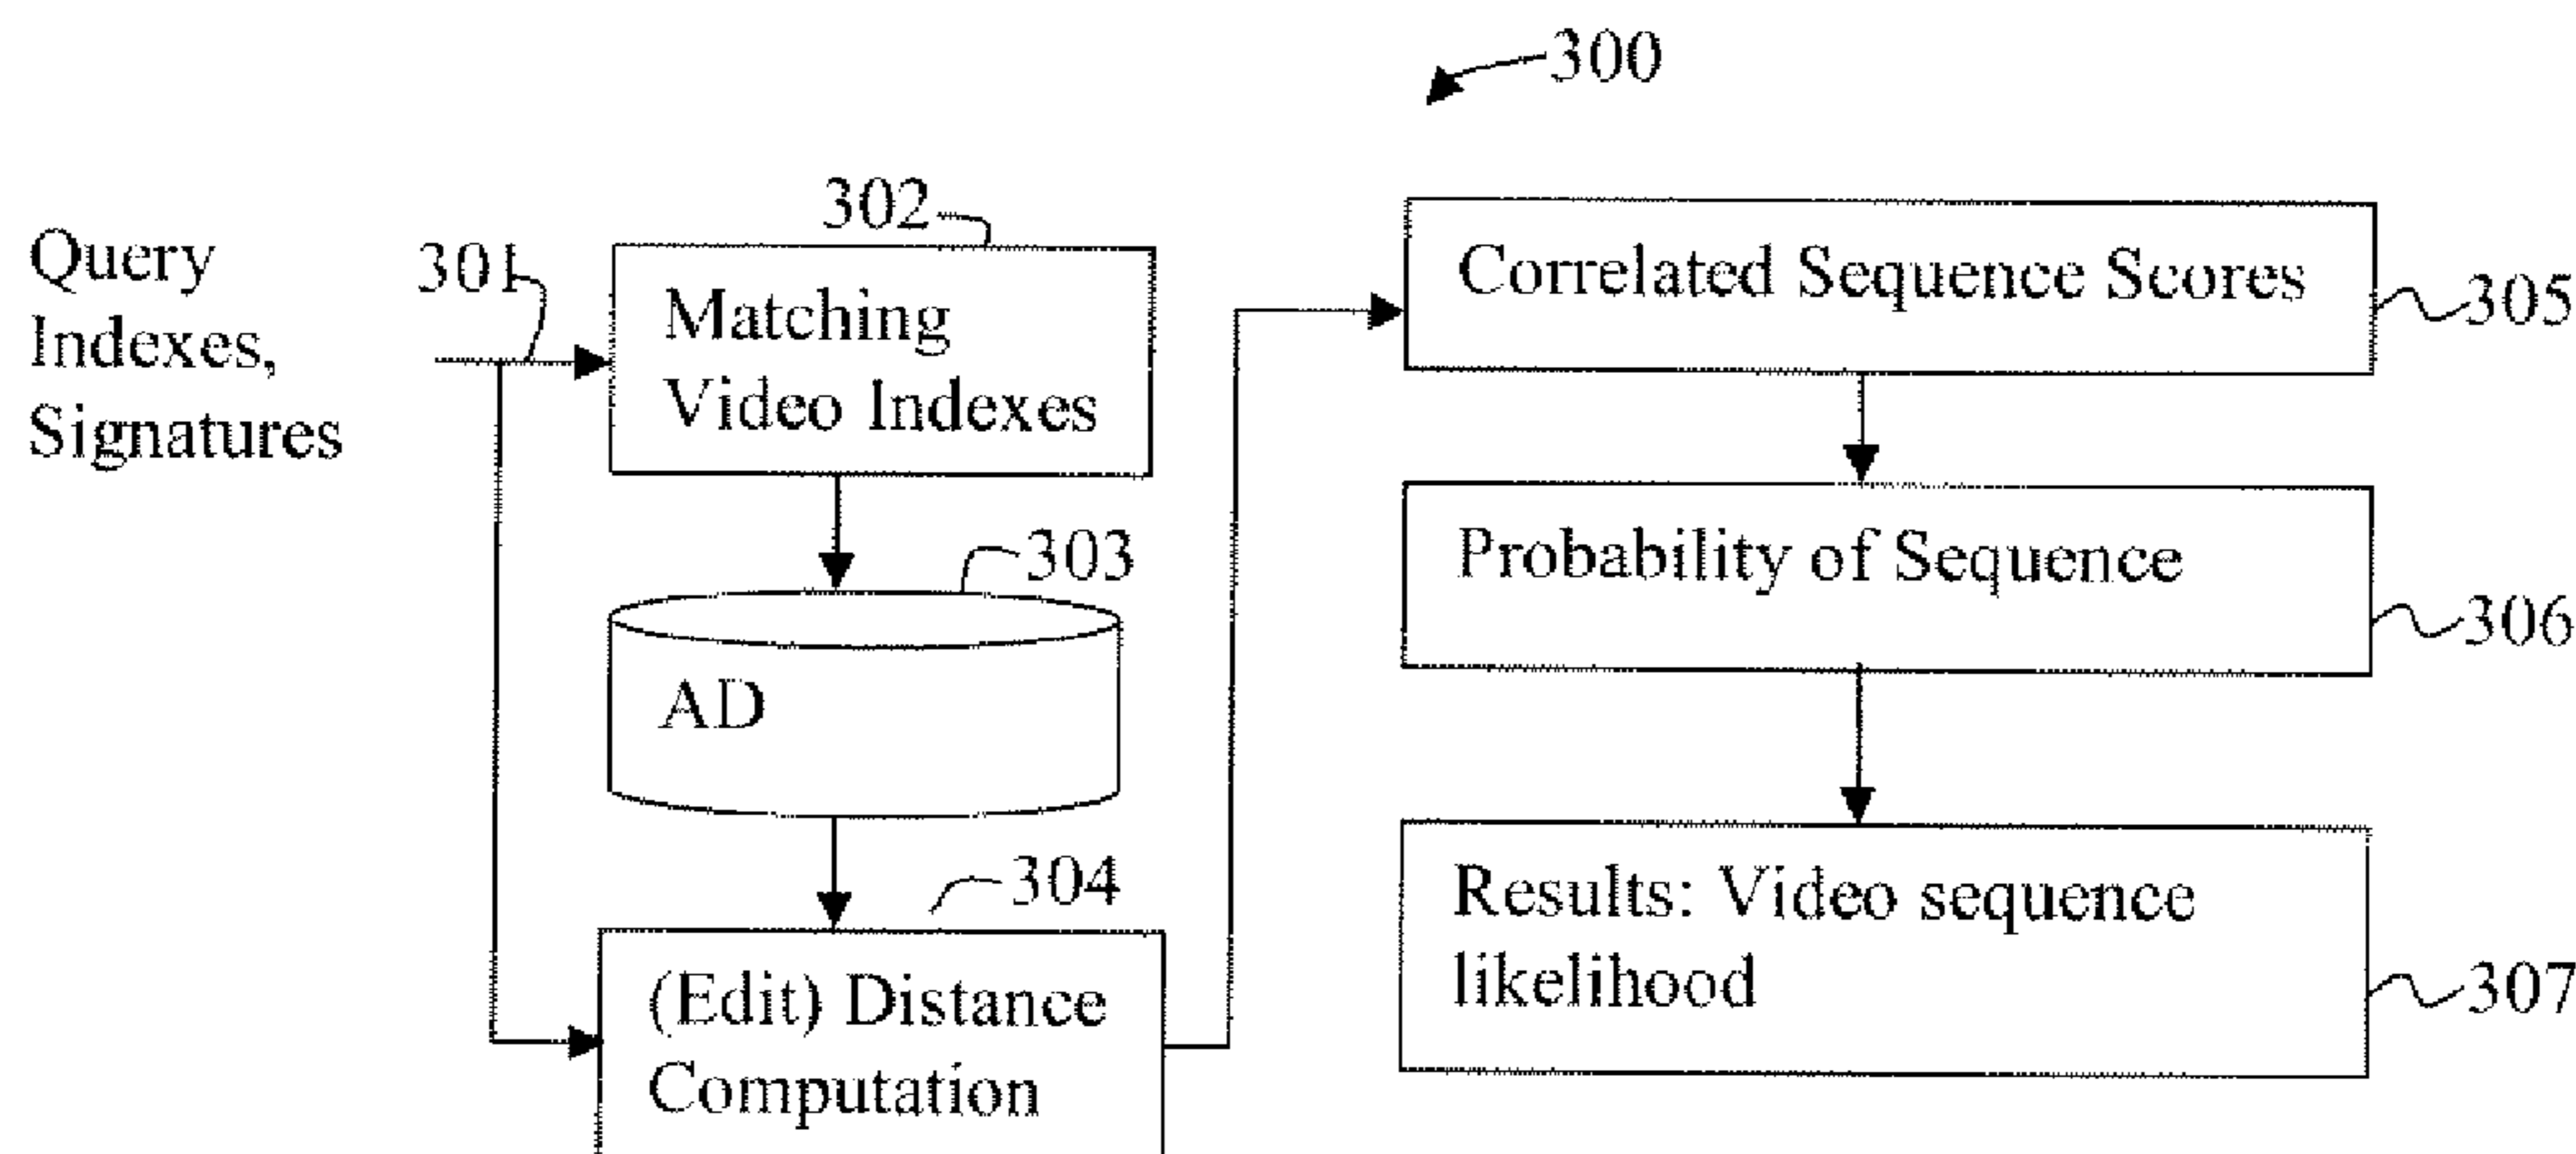 300
Query
Indexes,
Signatures
301
302
Matching
Video Indexes
303
AD
304
(Edit) Distance
Computation
Correlated Sequence Scores
305
Probability of Sequence
306
Results: Video sequence
likelihood
307